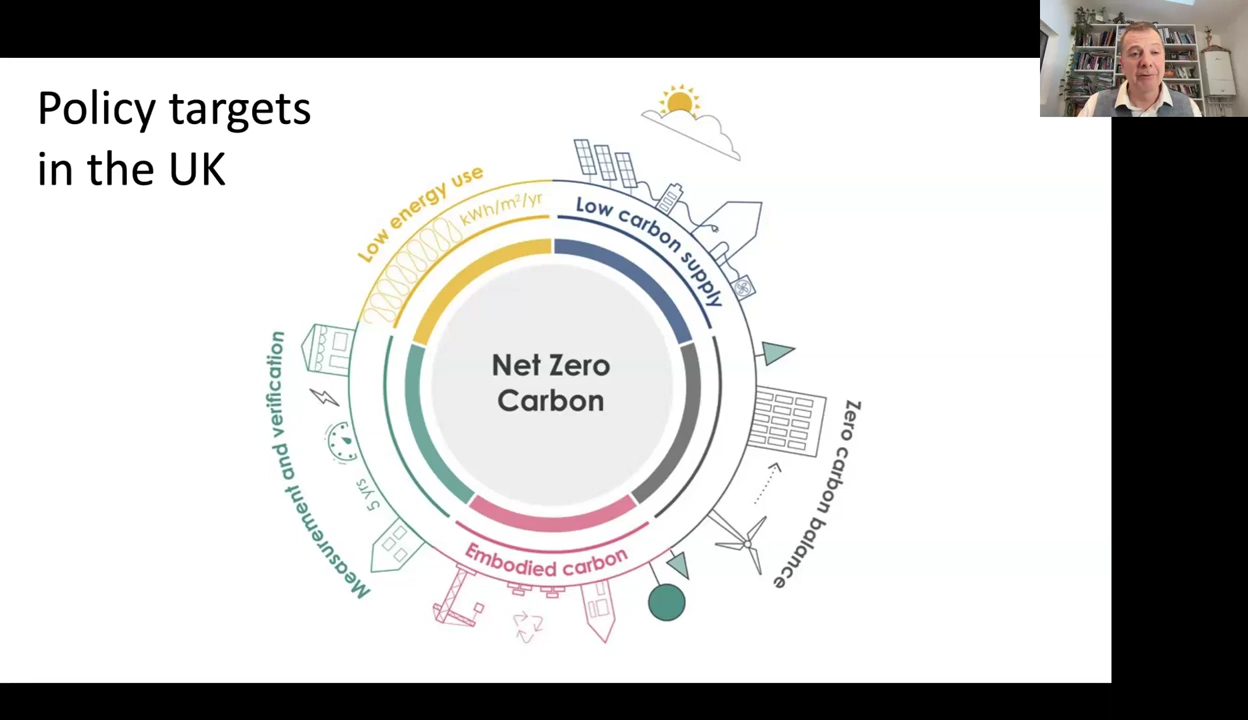 Policy targets
in the UK
Low energy use
kWh/m²/yr
Low carbon supply
Net Zero
Carbon
Zero carbon balance
Embodied carbon
Measurement and verification
5 yrs